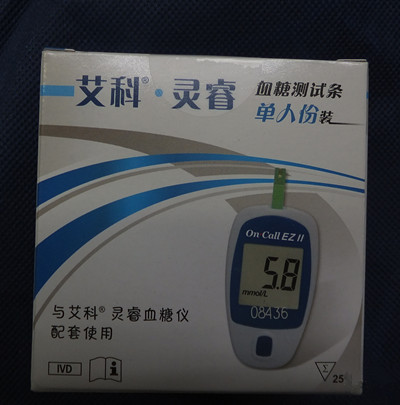 艾科®·灵睿
血糖测试条
单人份装
On Call EZ II
5.8
mmol/L
08436
与艾科®灵睿血糖仪
配套使用
IVD
i
Σ
25